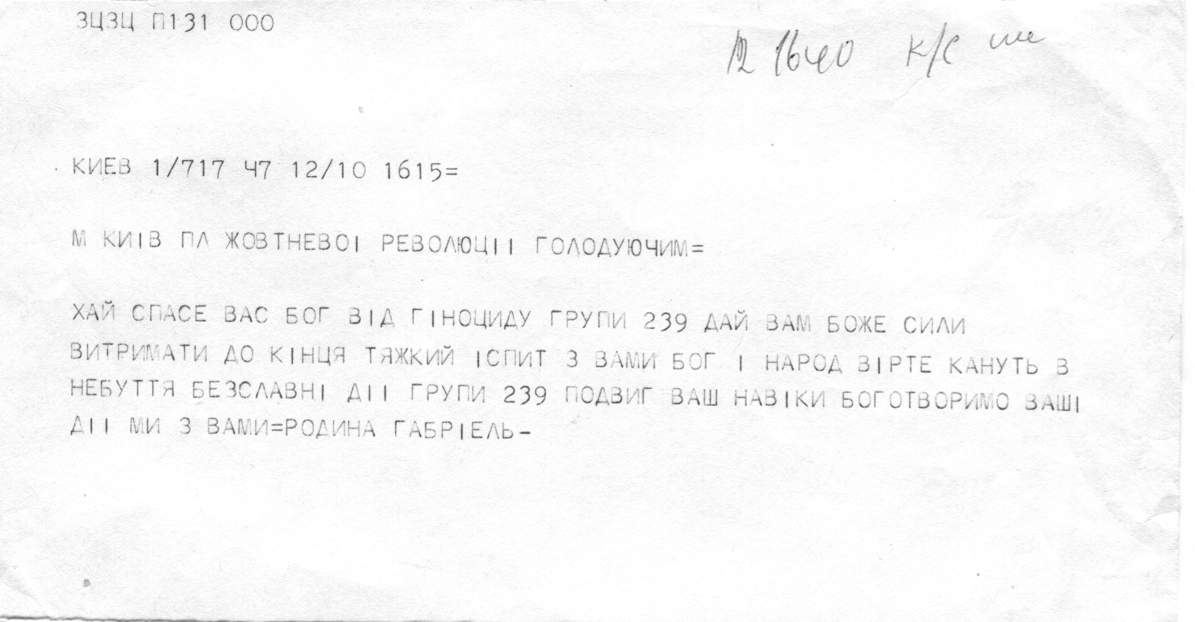 ЗЦЗЦ П131 000
12 1640 к/с
КИЕВ 1/717 Ч7 12/10 1615=
М КИІВ ПЛ ЖОВТНЕВОІ РЕВОЛЮЦІІ ГОЛОДУЮЧИМ=
ХАЙ СПАСЕ ВАС БОГ ВІД ГІНОЦИДУ ГРУПИ 239 ДАЙ ВАМ БОЖЕ СИЛИ
ВИТРИМАТИ ДО КІНЦЯ ТЯЖКИЙ ІСПИТ З ВАМИ БОГ І НАРОД ВІРТЕ КАНУТЬ В
НЕБУТТЯ БЕЗСЛАВНІ ДІІ ГРУПИ 239 ПОДВИГ ВАШ НАВІКИ БОГОТВОРИМО ВАШІ
ДІІ МИ З ВАМИ=РОДИНА ГАБРІЕЛЬ-